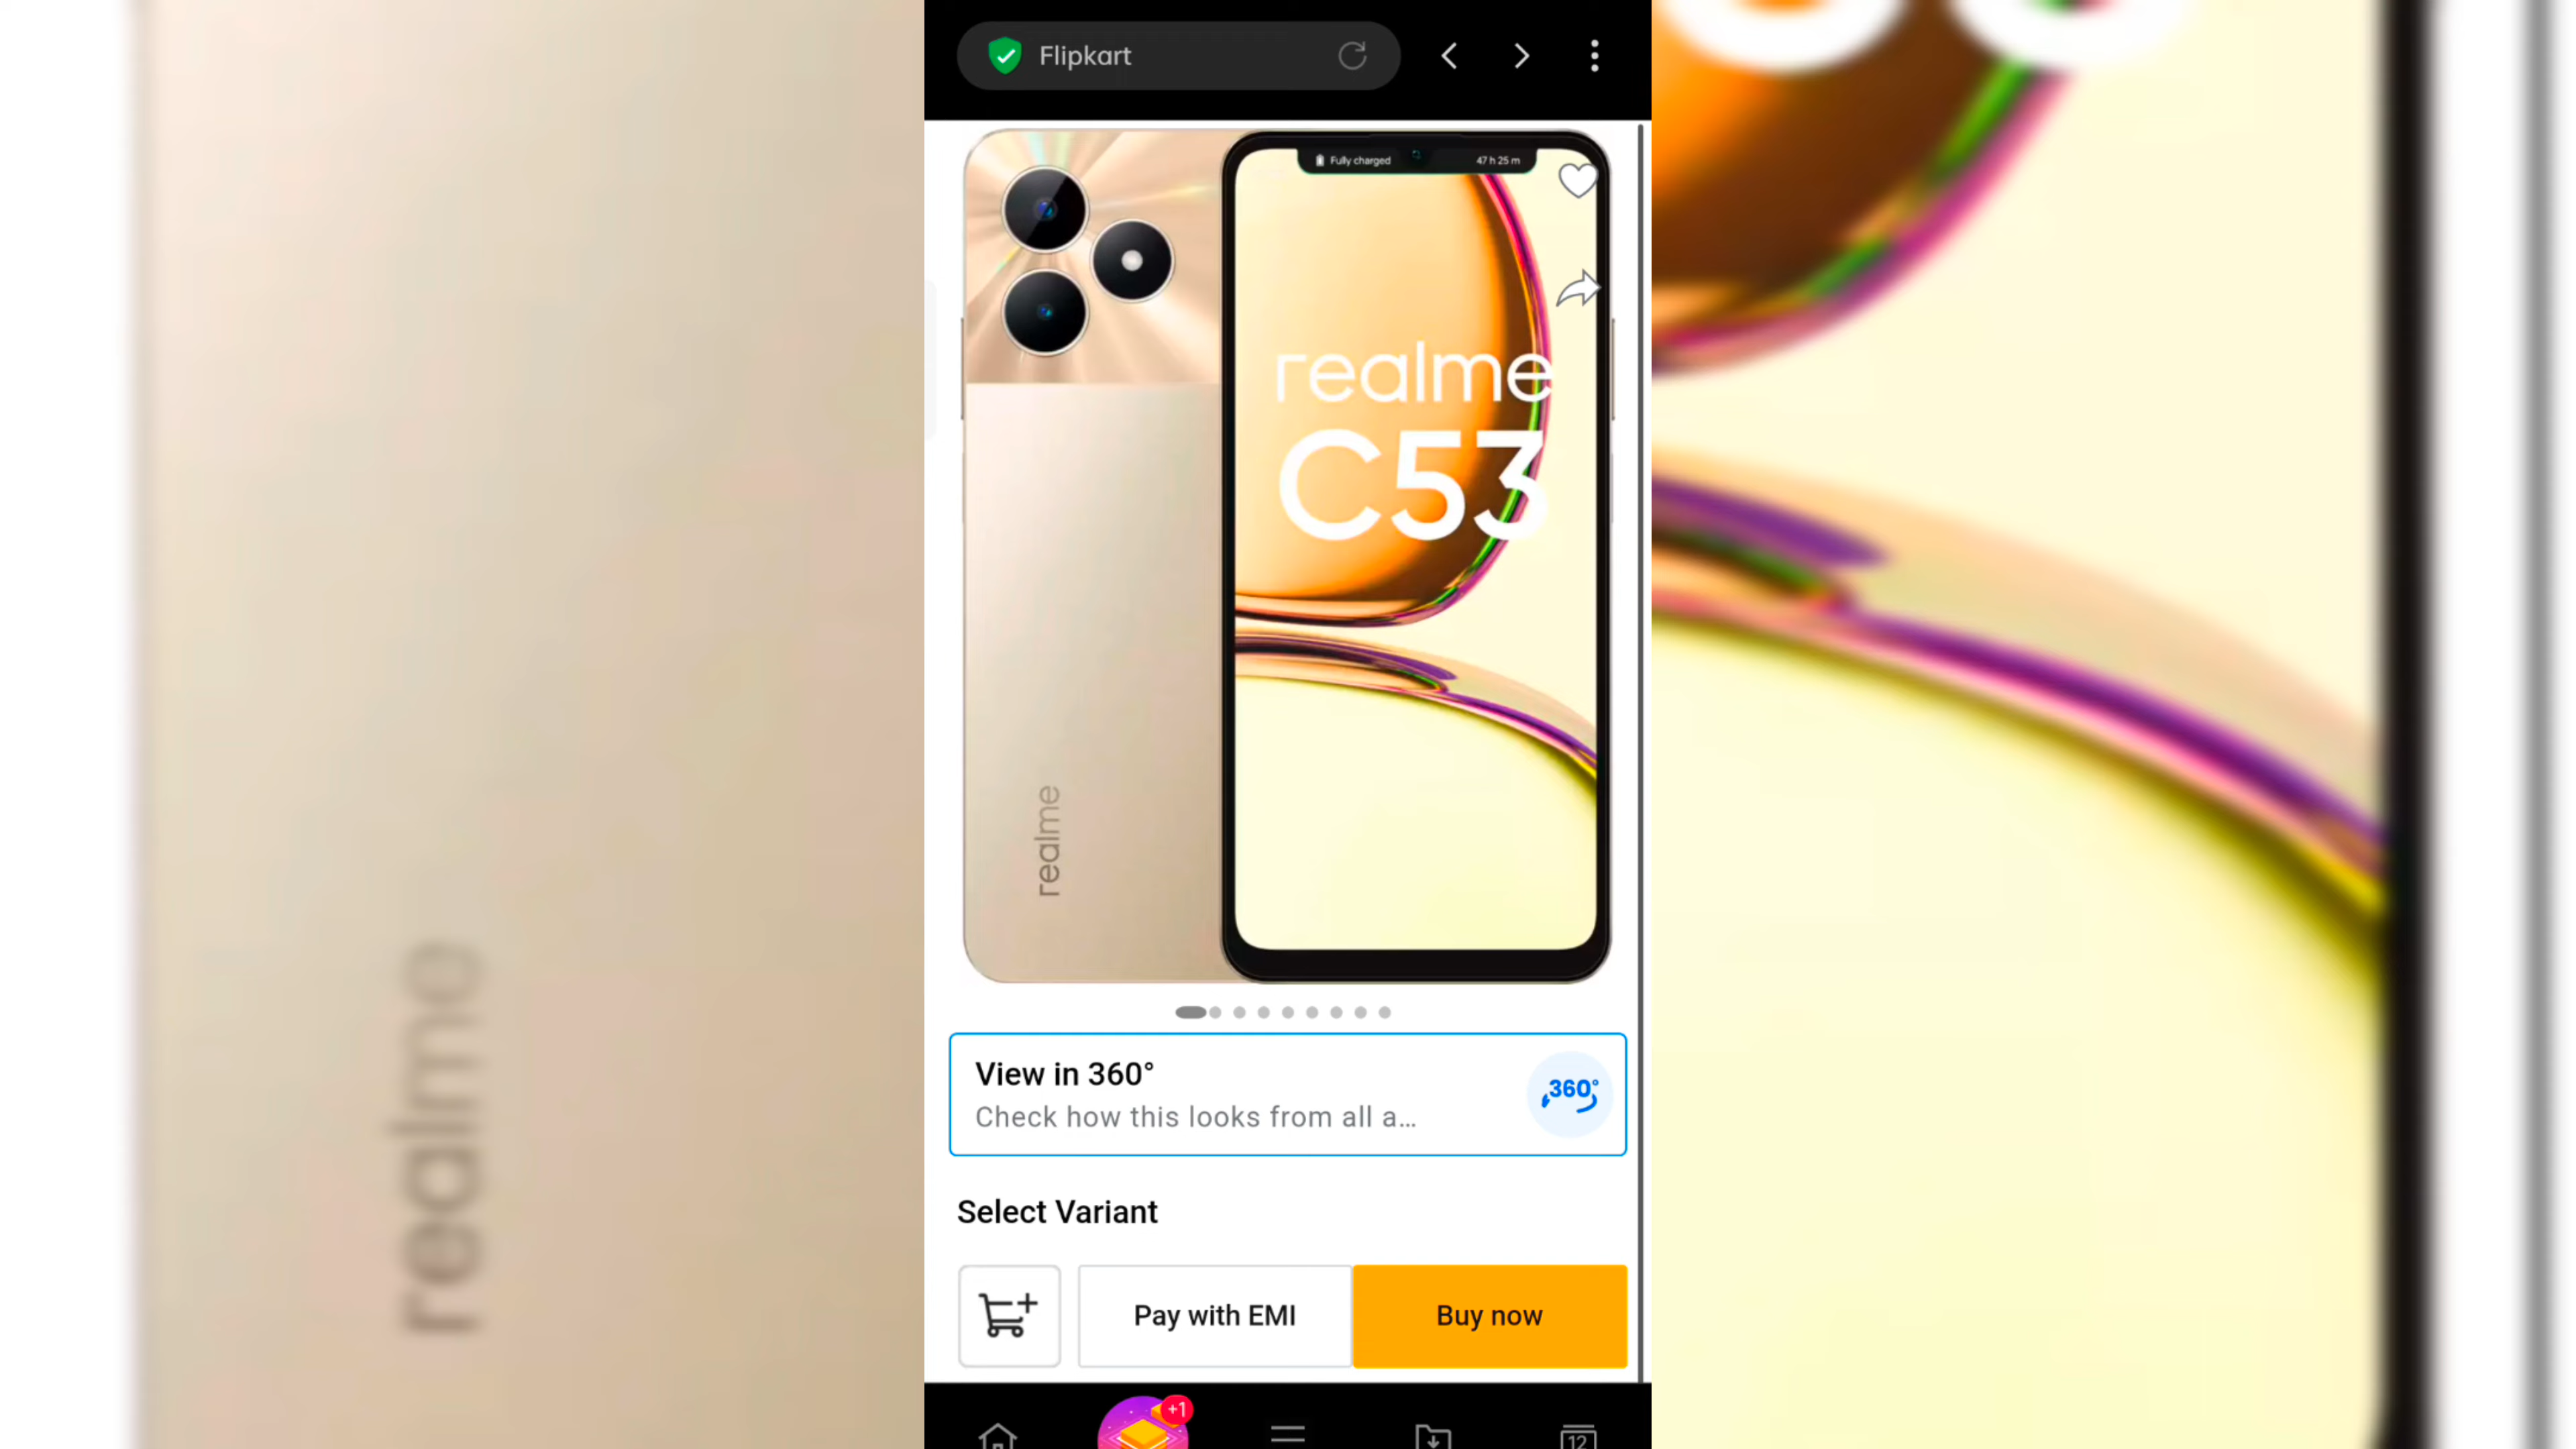 Flipkart
Fully charged
47 h 25 m
realme
C53
realme
realme
View in 360°
Check how this looks from all a...
360°
Select Variant
Pay with EMI
Buy now
+1
12